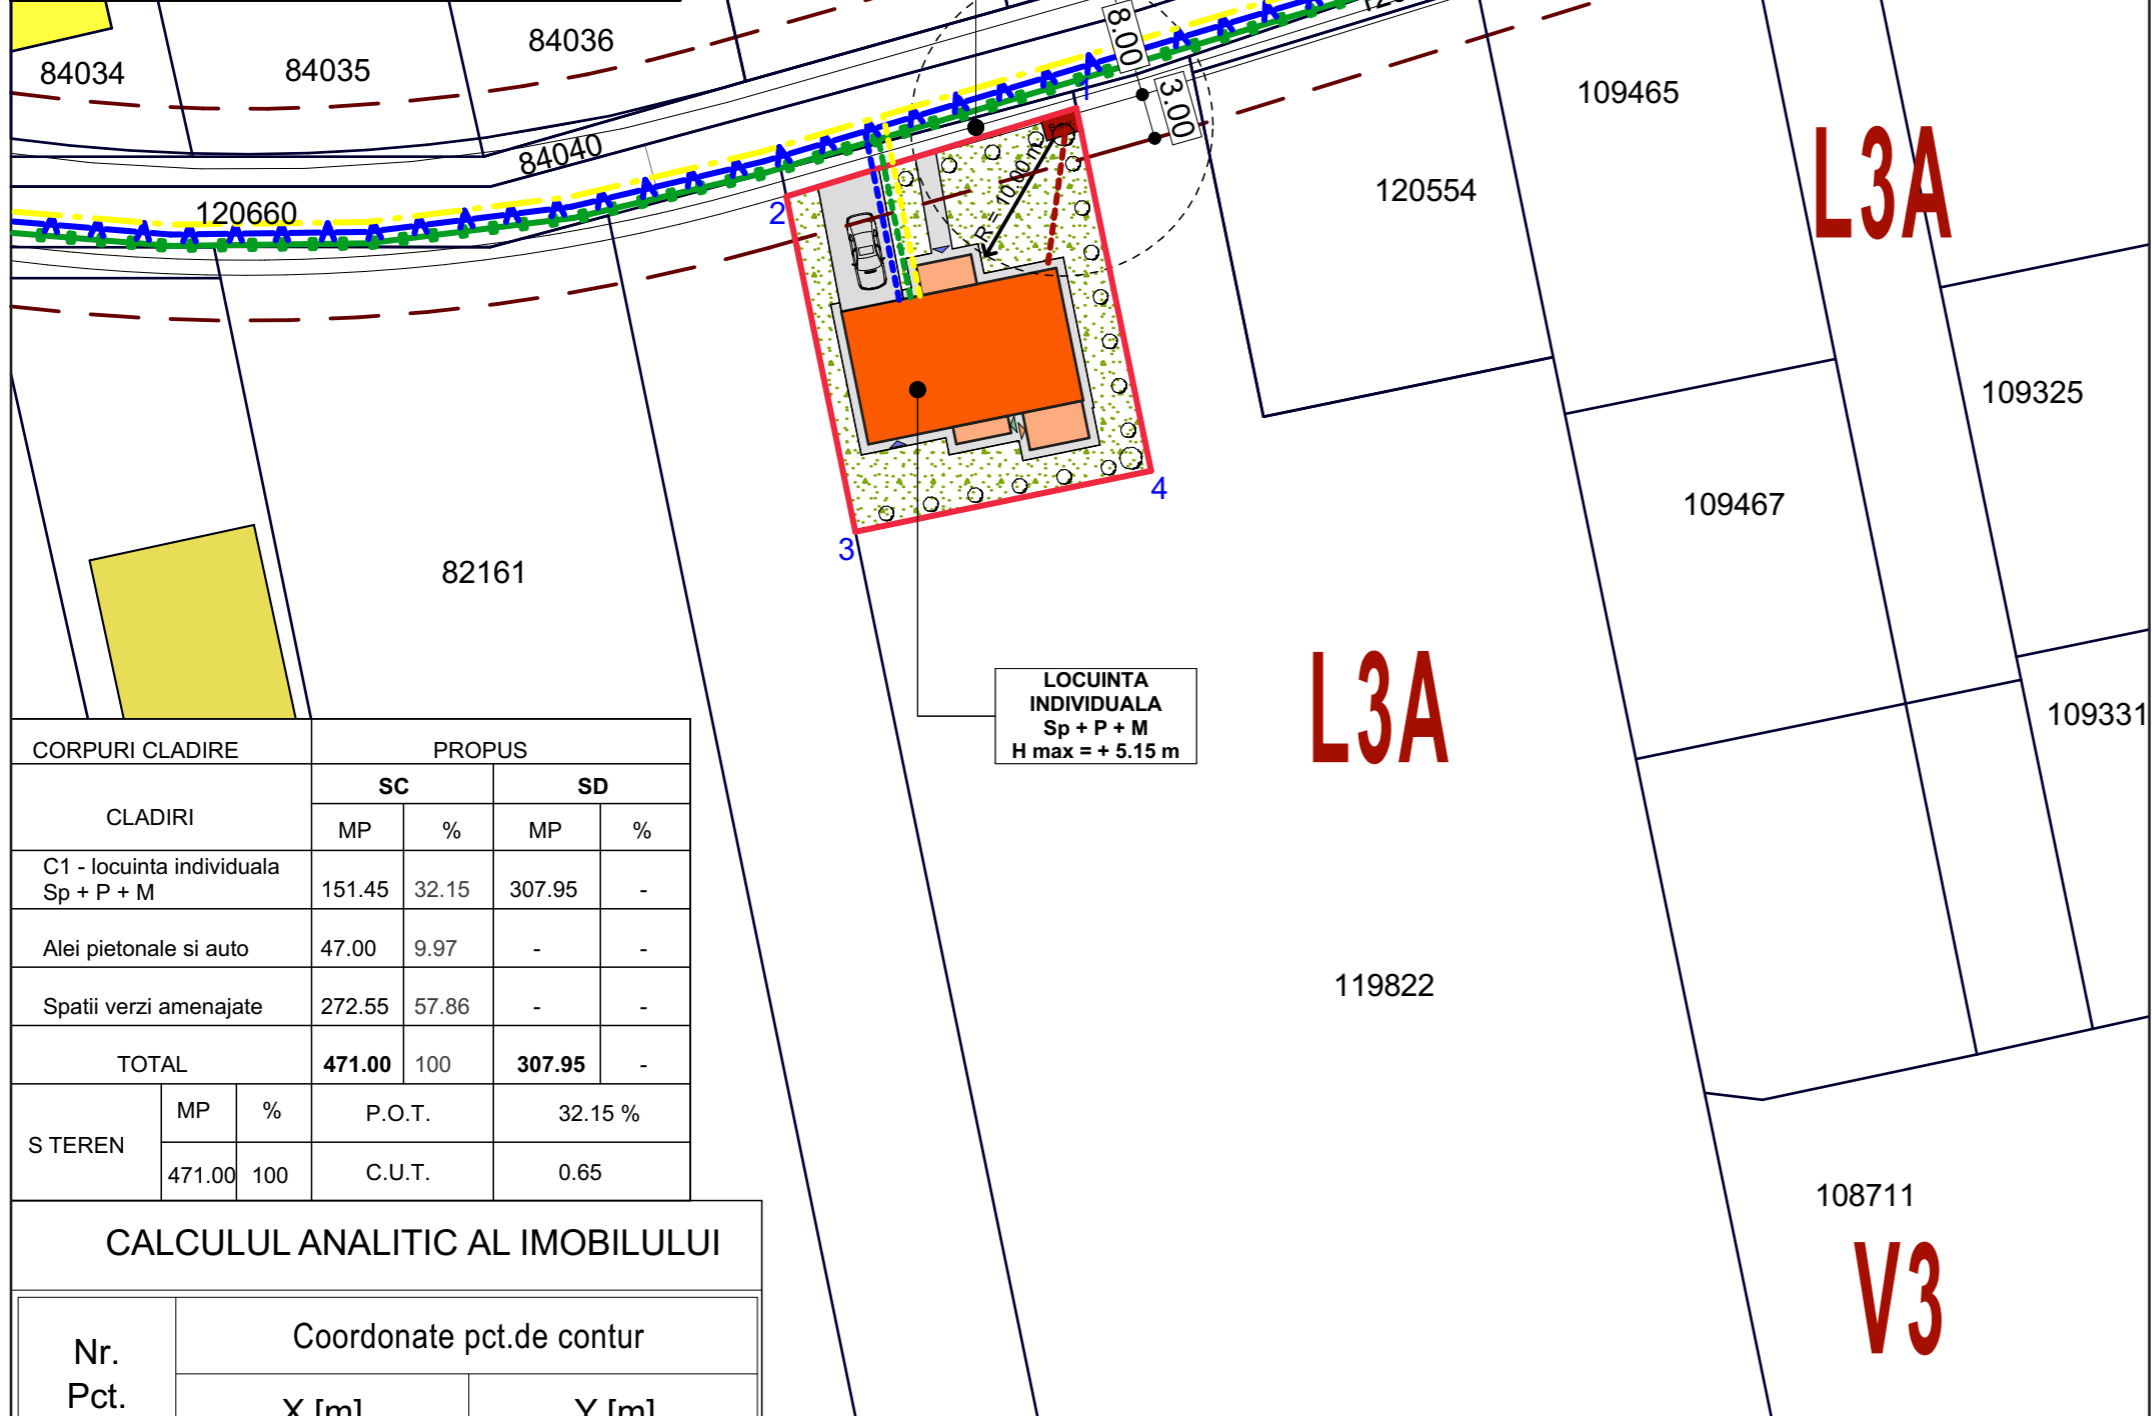 84034
84035
84036
84040
120660
8.00
3.00
1
2
3
4
R= 10.00 m
109465
120554
L3A
109325
109467
109331
82161
LOCUINTA
INDIVIDUALA
Sp + P + M
H max = + 5.15 m
L3A
119822
108711
V3
CORPURI CLADIRE PROPUS
CLADIRI SC SD
MP % MP %
C1 - locuinta individuala
Sp + P + M 151.45 32.15 307.95 -
Alei pietonale si auto 47.00 9.97 - -
Spatii verzi amenajate 272.55 57.86 - -
TOTAL 471.00 100 307.95 -
S TEREN MP % P.O.T. 32.15 %
471.00 100 C.U.T. 0.65
CALCULUL ANALITIC AL IMOBILULUI
Nr.
Pct.
Coordonate pct.de contur
X [m] Y [m]